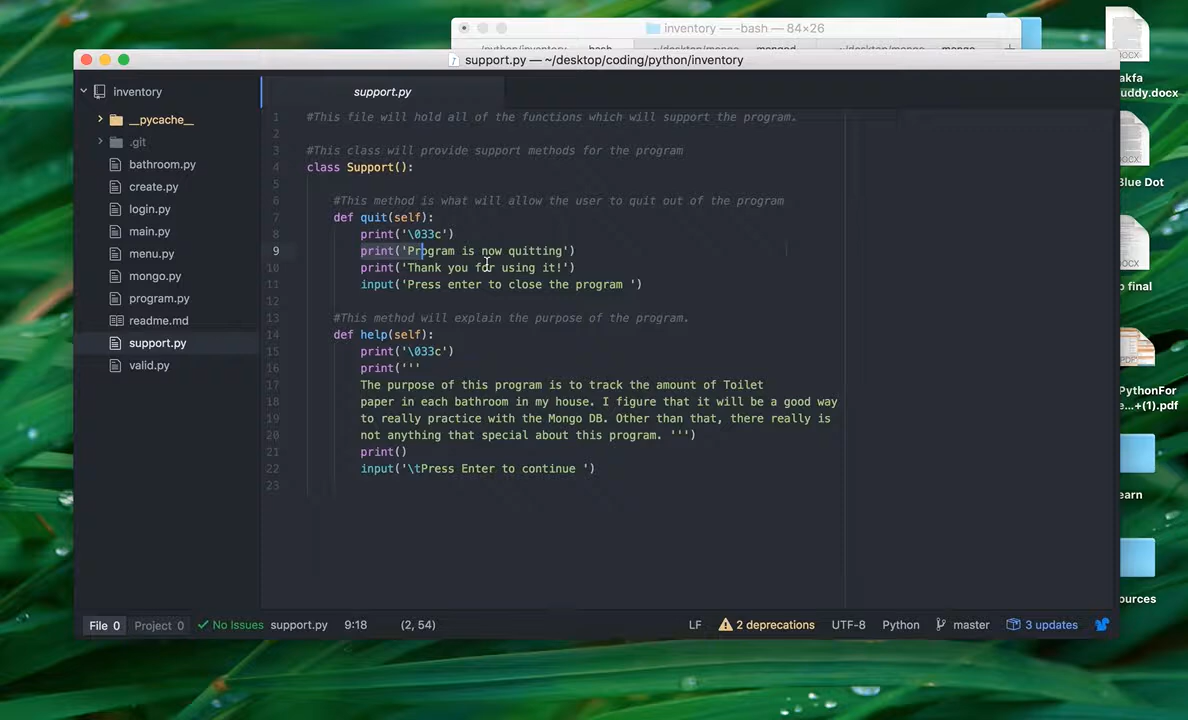 inventory — -bash — 84×26
support.py — ~/desktop/coding/python/inventory
inventory
__pycache__
.git
bathroom.py
create.py
login.py
main.py
menu.py
mongo.py
program.py
readme.md
support.py
valid.py
support.py
1 #This file will hold all of the functions which will support the program.
2
3 #This class will provide support methods for the program
4 class Support():
5
6 #This method is what will allow the user to quit out of the program
7 def quit(self):
8 print('\033c')
9 print('Program is now quitting')
10 print('Thank you for using it!')
11 input('Press enter to close the program ')
12
13 #This method will explain the purpose of the program.
14 def help(self):
15 print('\033c')
16 print('''
17 The purpose of this program is to track the amount of Toilet
18 paper in each bathroom in my house. I figure that it will be a good way
19 to really practice with the Mongo DB. Other than that, there really is
20 not anything that special about this program. ''')
21 print()
22 input('\tPress Enter to continue ')
23
File 0 Project 0 No Issues support.py 9:18 (2, 54) LF 2 deprecations UTF-8 Python master 3 updates
DOCX
akfa
uddy.docx
DOCX
Blue Dot
DOCX
o final
PythonFor
e...+(1).pdf
earn
ources